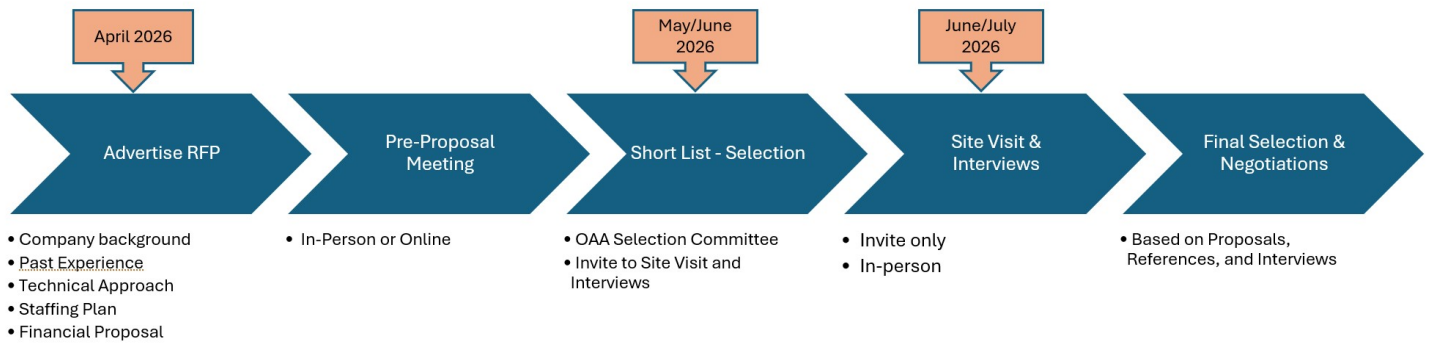 April 2026
May/June
2026
June/July
2026
Advertise RFP
Pre-Proposal
Meeting
Short List - Selection
Site Visit &
Interviews
Final Selection &
Negotiations
• Company background
• Past Experience
• Technical Approach
• Staffing Plan
• Financial Proposal
• In-Person or Online
• OAA Selection Committee
• Invite to Site Visit and
Interviews
• Invite only
• In-person
• Based on Proposals,
References, and Interviews